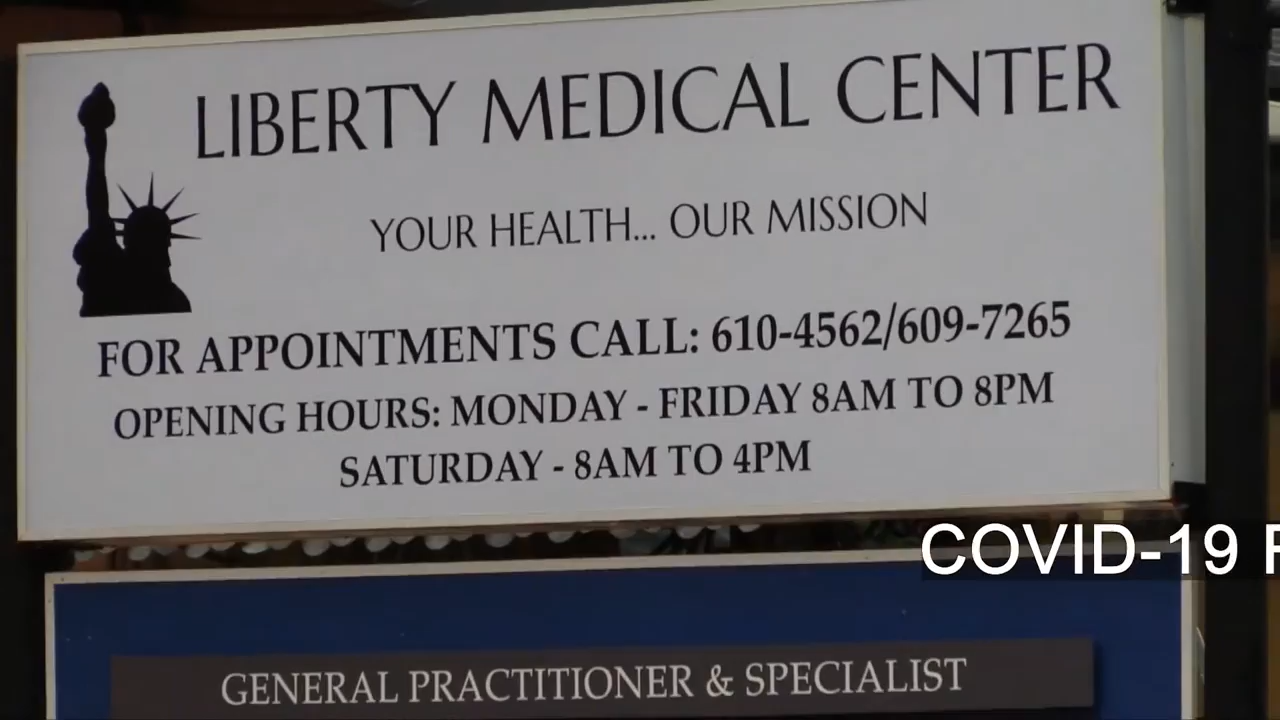 LIBERTY MEDICAL CENTER
YOUR HEALTH... OUR MISSION
FOR APPOINTMENTS CALL: 610-4562/609-7265
OPENING HOURS: MONDAY - FRIDAY 8AM TO 8PM
SATURDAY - 8AM TO 4PM
COVID-19
GENERAL PRACTITIONER & SPECIALIST